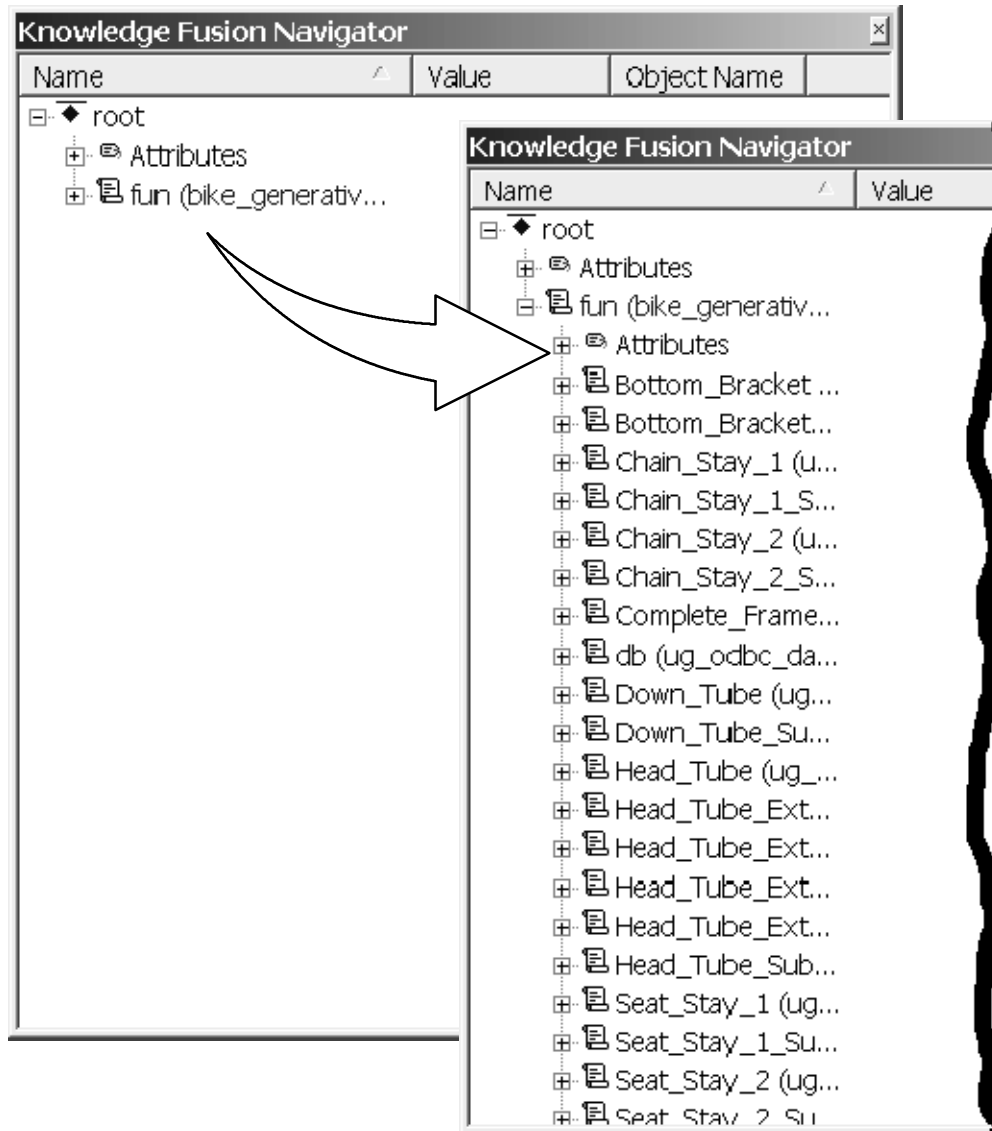 Knowledge Fusion Navigator
Name Value Object Name
root
Attributes
fun (bike_generativ...
Knowledge Fusion Navigator
Name Value
root
Attributes
fun (bike_generativ...
Attributes
Bottom_Bracket ...
Bottom_Bracket...
Chain_Stay_1 (u...
Chain_Stay_1_S...
Chain_Stay_2 (u...
Chain_Stay_2_S...
Complete_Frame...
db (ug_odbc_da...
Down_Tube (ug...
Down_Tube_Su...
Head_Tube (ug_...
Head_Tube_Ext...
Head_Tube_Ext...
Head_Tube_Ext...
Head_Tube_Ext...
Head_Tube_Sub...
Seat_Stay_1 (ug...
Seat_Stay_1_Su...
Seat_Stay_2 (ug...
Seat_Stay_2_Su